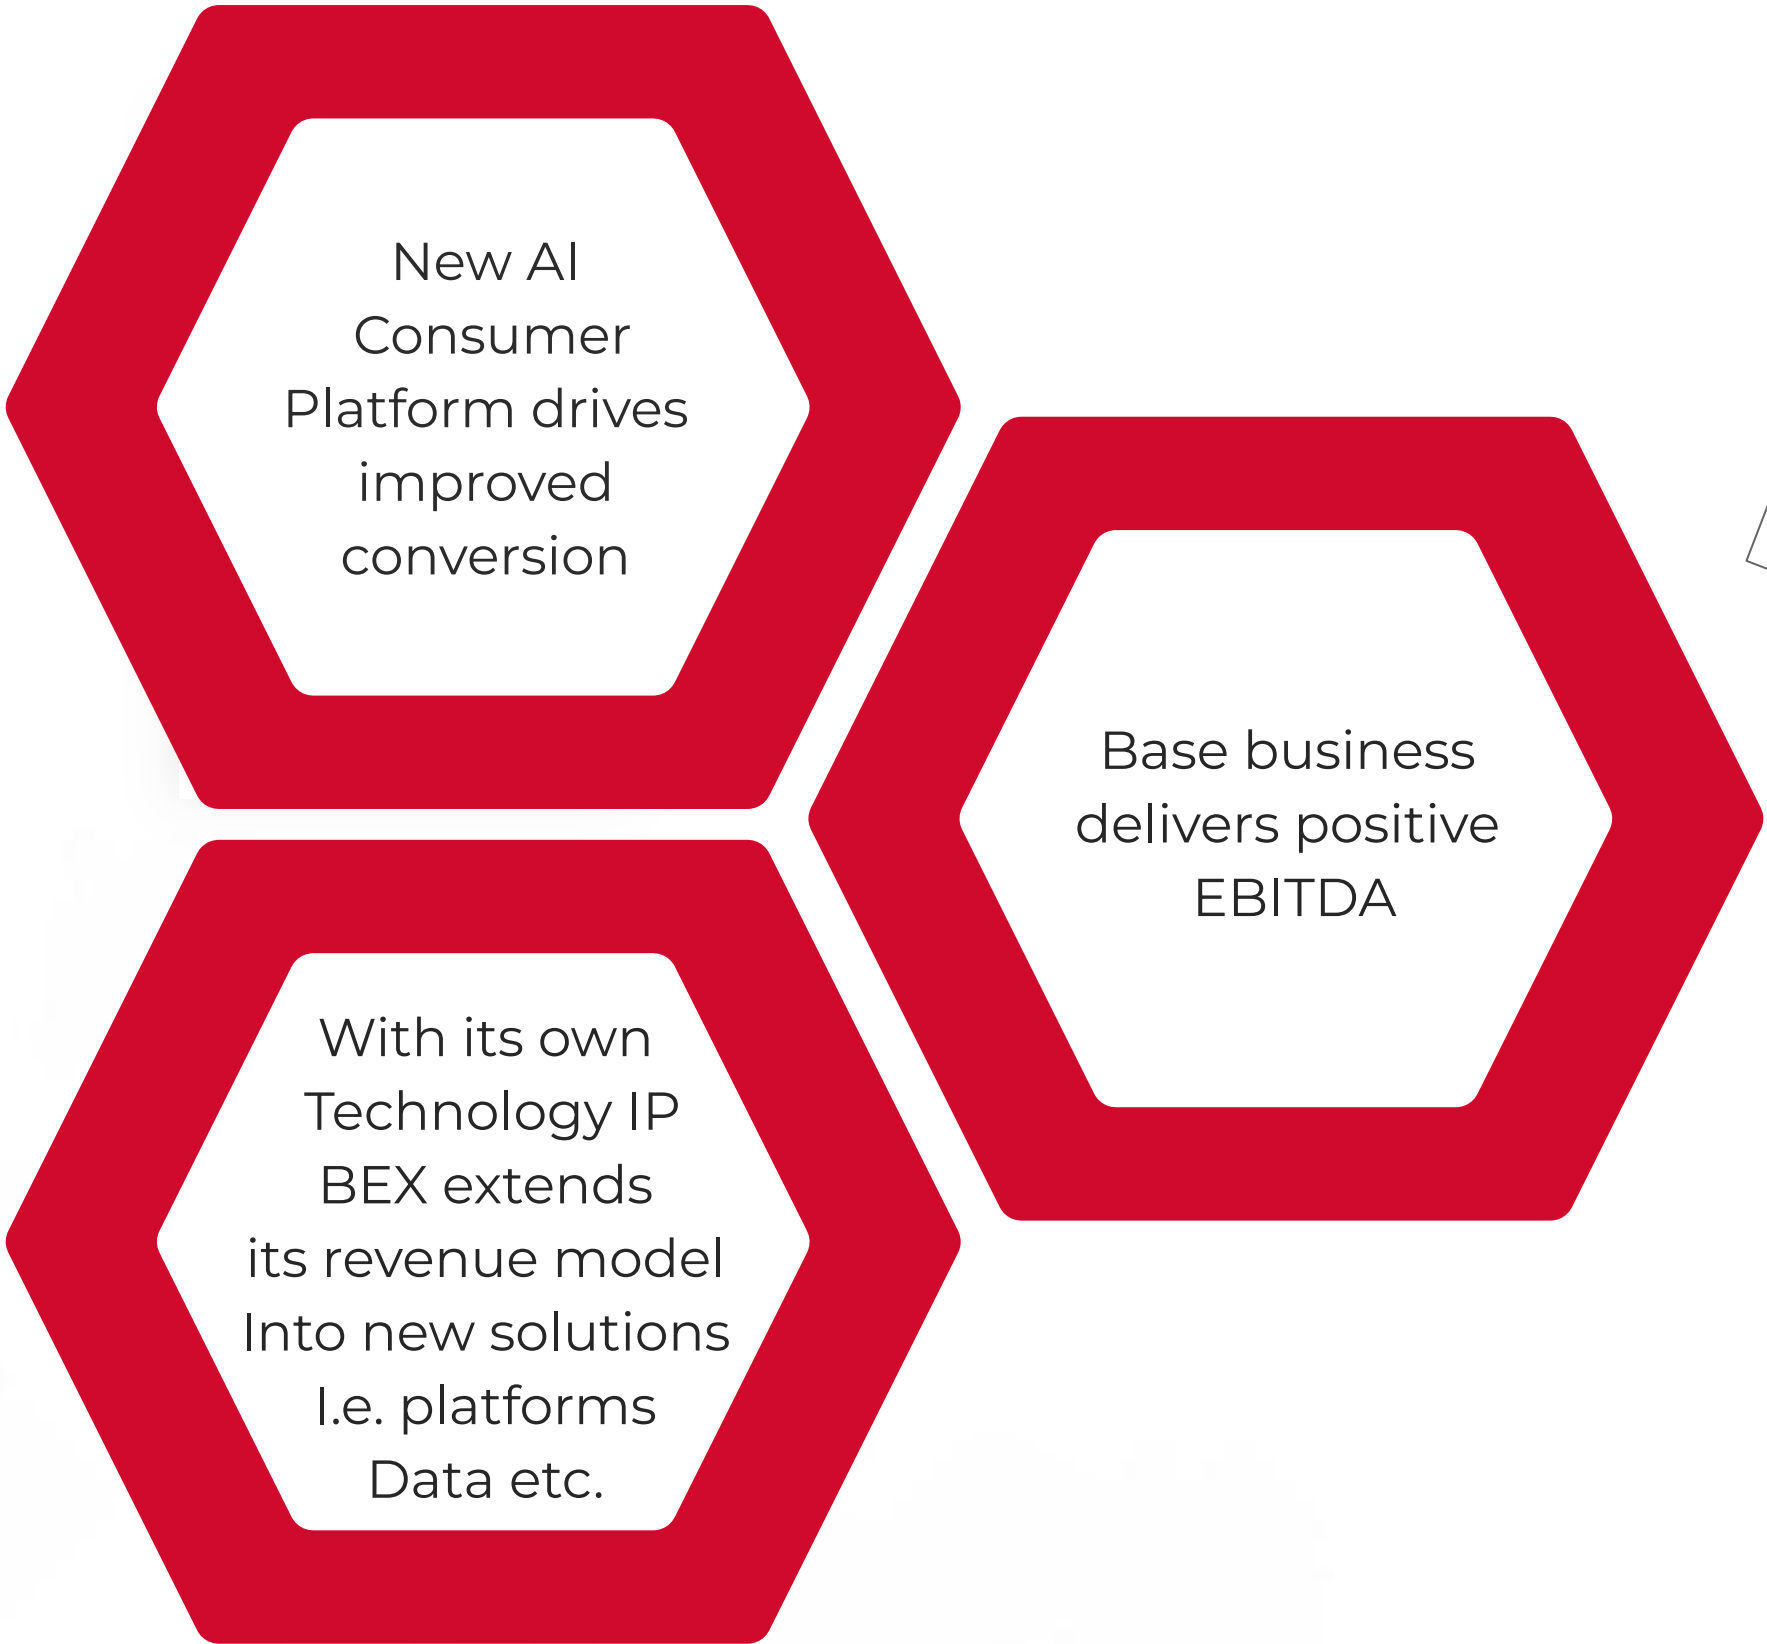 New AI
Consumer
Platform drives
improved
conversion
Base business
delivers positive
EBITDA
With its own
Technology IP
BEX extends
its revenue model
Into new solutions
I.e. platforms
Data etc.